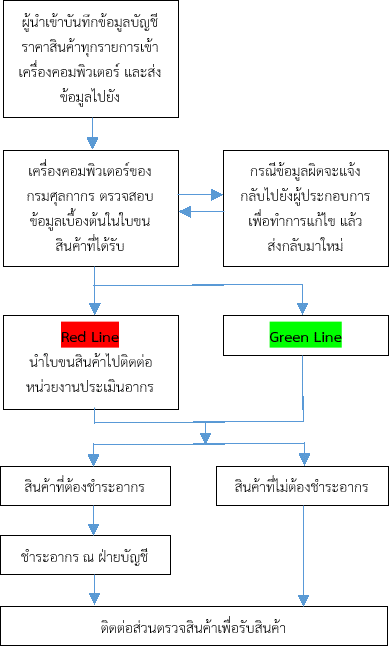 ผู้นำเข้าบันทึกข้อมูลบัญชี
ราคาสินค้าทุกรายการเข้า
เครื่องคอมพิวเตอร์ และส่ง
ข้อมูลไปยัง
เครื่องคอมพิวเตอร์ของ
กรมศุลกากร ตรวจสอบ
ข้อมูลเบื้องต้นในใบขน
สินค้าที่ได้รับ
กรณีข้อมูลผิดจะแจ้ง
กลับไปยังผู้ประกอบการ
เพื่อทำการแก้ไข แล้ว
ส่งกลับมาใหม่
Red Line
นำใบขนสินค้าไปติดต่อ
หน่วยงานประเมินอากร
Green Line
สินค้าที่ต้องชำระอากร
สินค้าที่ไม่ต้องชำระอากร
ชำระอากร ณ ฝ่ายบัญชี
ติดต่อส่วนตรวจสินค้าเพื่อรับสินค้า